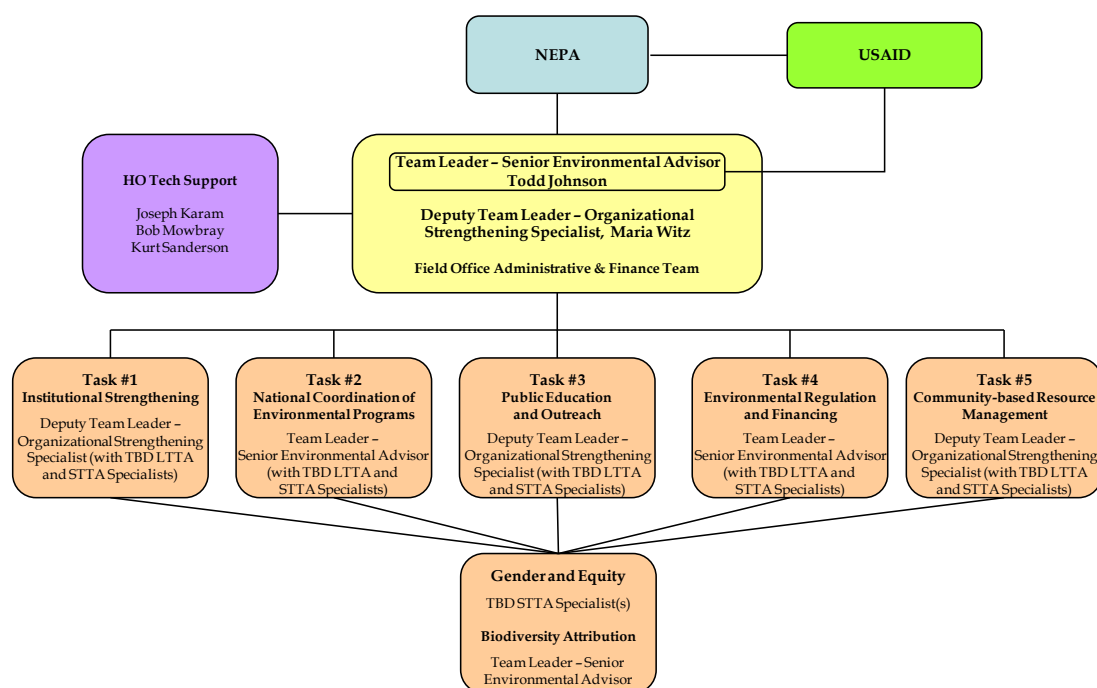 NEPA
USAID
HO Tech Support
Joseph Karam
Bob Mowbray
Kurt Sanderson
Team Leader – Senior Environmental Advisor
Todd Johnson
Deputy Team Leader – Organizational
Strengthening Specialist, Maria Witz
Field Office Administrative & Finance Team
Task #1
Institutional Strengthening
Deputy Team Leader –
Organizational Strengthening
Specialist (with TBD LTTA
and STTA Specialists)
Task #2
National Coordination of
Environmental Programs
Team Leader –
Senior Environmental Advisor
(with TBD LTTA and
STTA Specialists)
Task #3
Public Education
and Outreach
Deputy Team Leader –
Organizational Strengthening
Specialist (with TBD LTTA
and STTA Specialists)
Task #4
Environmental Regulation
and Financing
Team Leader –
Senior Environmental Advisor
(with TBD LTTA and
STTA Specialists)
Task #5
Community-based Resource
Management
Deputy Team Leader –
Organizational Strengthening
Specialist (with TBD LTTA
and STTA Specialists)
Gender and Equity
TBD STTA Specialist(s)
Biodiversity Attribution
Team Leader – Senior
Environmental Advisor